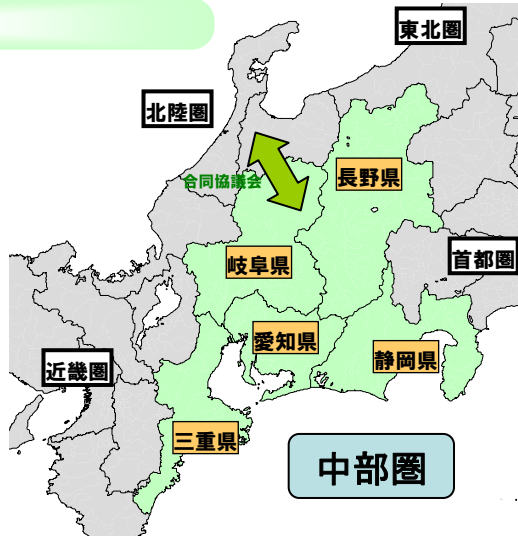 東北圏
北陸圏
合同協議会
長野県
首都圏
岐阜県
愛知県
静岡県
近畿圏
三重県
中部圏